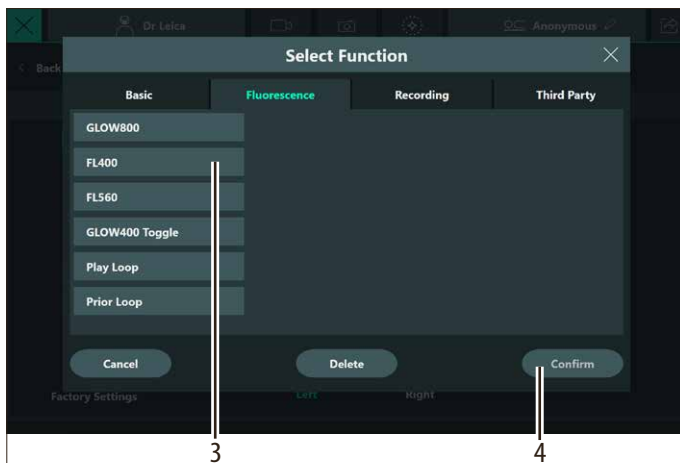 Dr Leica Anonymous
Select Function
Back
Basic Fluorescence Recording Third Party
GLOW800
FL400
FL560
GLOW400 Toggle
Play Loop
Prior Loop
Cancel Delete Confirm
Factory Settings Left Right
3 4